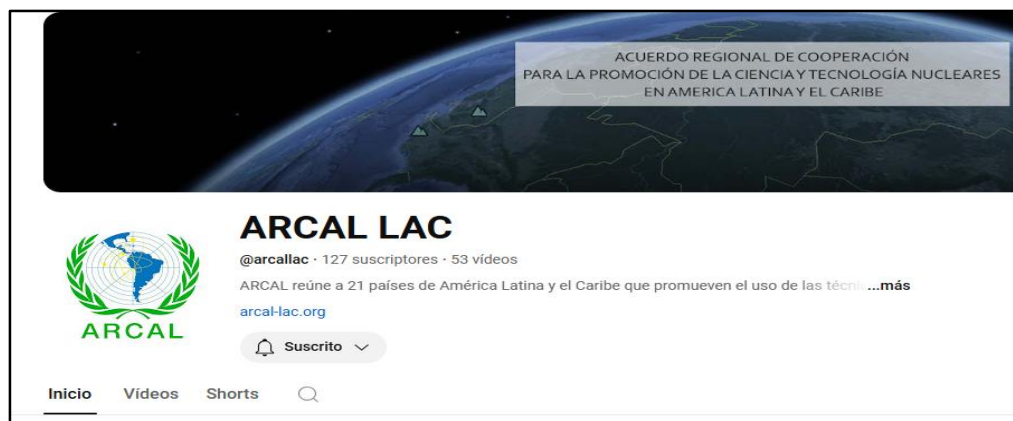 ACUERDO REGIONAL DE COOPERACIÓN
PARA LA PROMOCIÓN DE LA CIENCIA Y TECNOLOGÍA NUCLEARES
EN AMERICA LATINA Y EL CARIBE
ARCAL
ARCAL LAC
@arcallac · 127 suscriptores · 53 vídeos
ARCAL reúne a 21 países de América Latina y el Caribe que promueven el uso de las ...más
arcal-lac.org
Suscrito
Inicio Vídeos Shorts